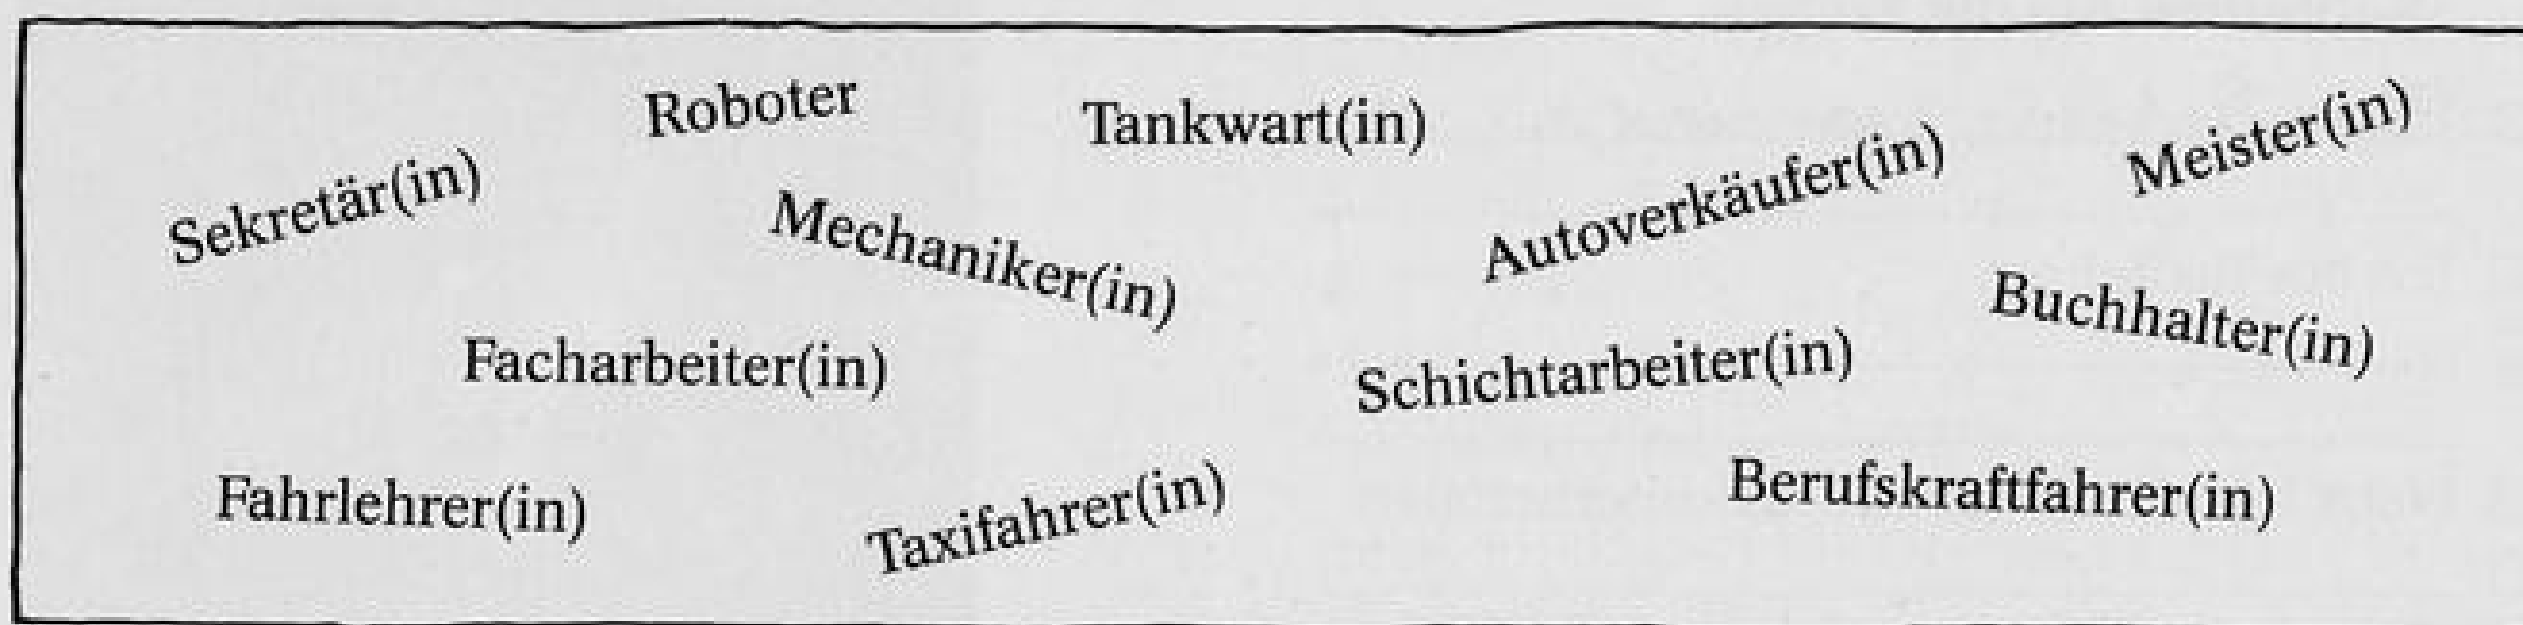 Roboter
Tankwart(in)
Meister(in)
Sekretär(in)
Mechaniker(in)
Autoverkäufer(in)
Buchhalter(in)
Facharbeiter(in)
Schichtarbeiter(in)
Fahrlehrer(in)
Taxifahrer(in)
Berufskraftfahrer(in)